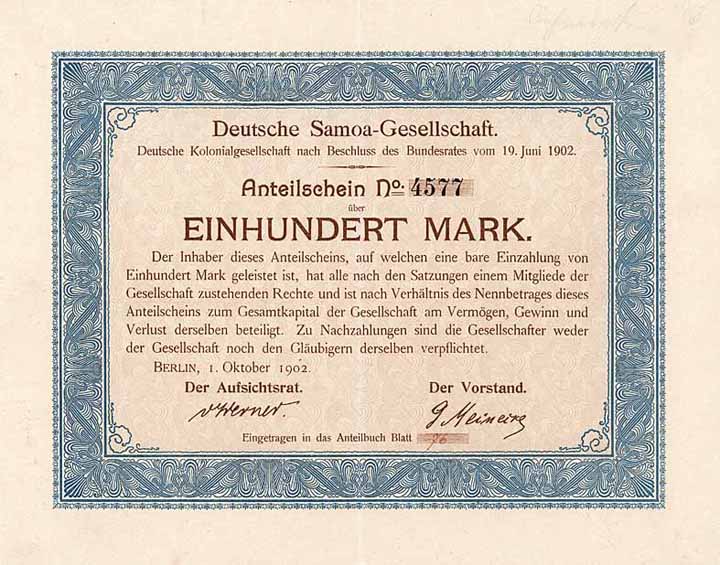 Deutsche Samoa-Gesellschaft.
Deutsche Kolonialgesellschaft nach Beschluss des Bundesrates vom 19. Juni 1902.
Anteilschein No. 4577
über
EINHUNDERT MARK.
Der Inhaber dieses Anteilscheins, auf welchen eine bare Einzahlung von
Einhundert Mark geleistet ist, hat alle nach den Satzungen einem Mitgliede der
Gesellschaft zustehenden Rechte und ist nach Verhältnis des Nennbetrages dieses
Anteilscheins zum Gesamtkapital der Gesellschaft am Vermögen, Gewinn und
Verlust derselben beteiligt. Zu Nachzahlungen sind die Gesellschafter weder
der Gesellschaft noch den Gläubigern derselben verpflichtet.
BERLIN, 1. Oktober 1902.
Der Aufsichtsrat. Der Vorstand.
v Werner. G Meinecke
Eingetragen in das Anteilbuch Blatt 76